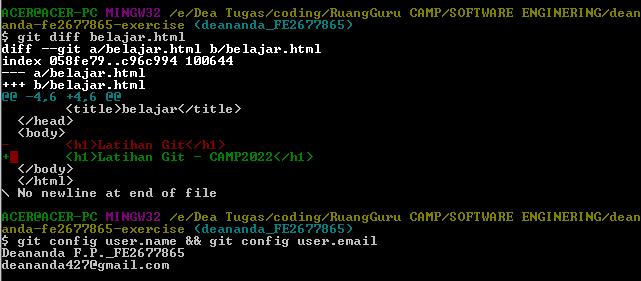 ACER@ACER-PC MINGW32 /e/Dea Tugas/coding/RuangGuru CAMP/SOFTWARE ENGINERING/dean
anda-fe2677865-exercise (deananda_FE2677865)
$ git diff belajar.html
diff --git a/belajar.html b/belajar.html
index 058fe79..c96c994 100644
--- a/belajar.html
+++ b/belajar.html
@@ -4,6 +4,6 @@
        <title>belajar</title>
  </head>
  <body>
-       <h1>Latihan Git</h1>
+       <h1>Latihan Git - CAMP2022</h1>
  </body>
  </html>
\ No newline at end of file

ACER@ACER-PC MINGW32 /e/Dea Tugas/coding/RuangGuru CAMP/SOFTWARE ENGINERING/dean
anda-fe2677865-exercise (deananda_FE2677865)
$ git config user.name && git config user.email
Deananda F.P._FE2677865
deananda427@gmail.com